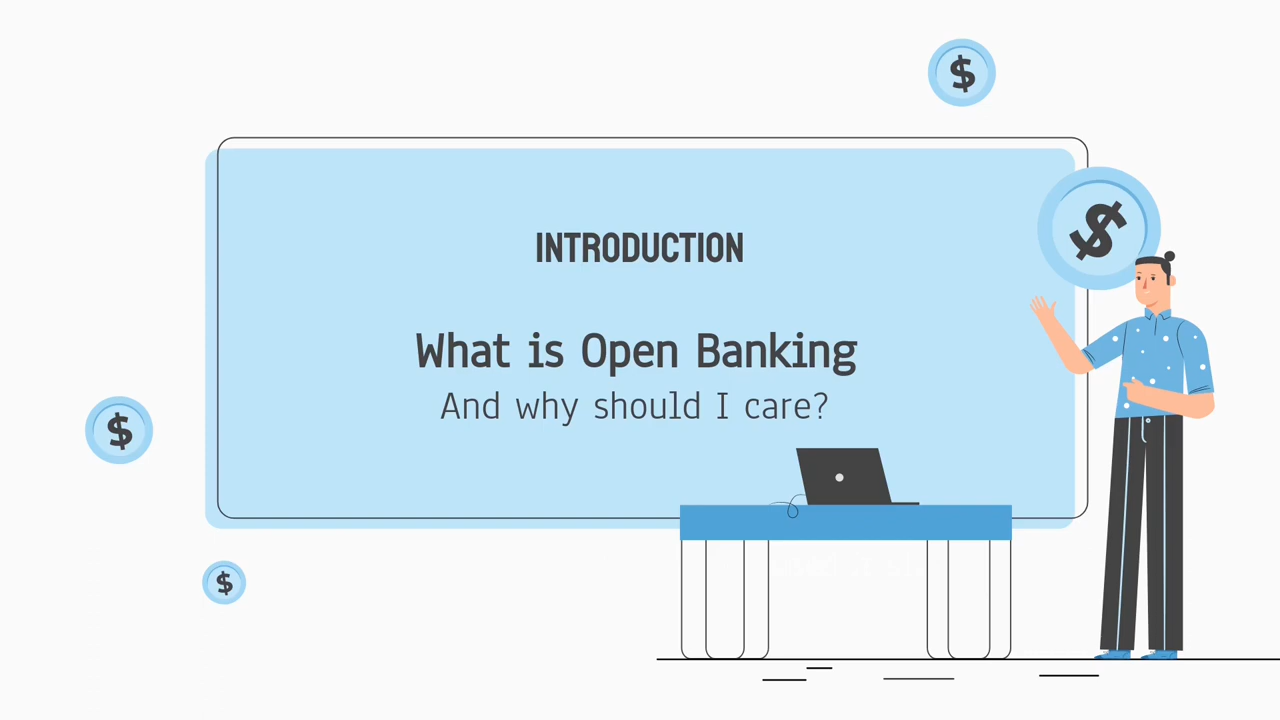 $
$
INTRODUCTION
What is Open Banking
And why should I care?
$
$